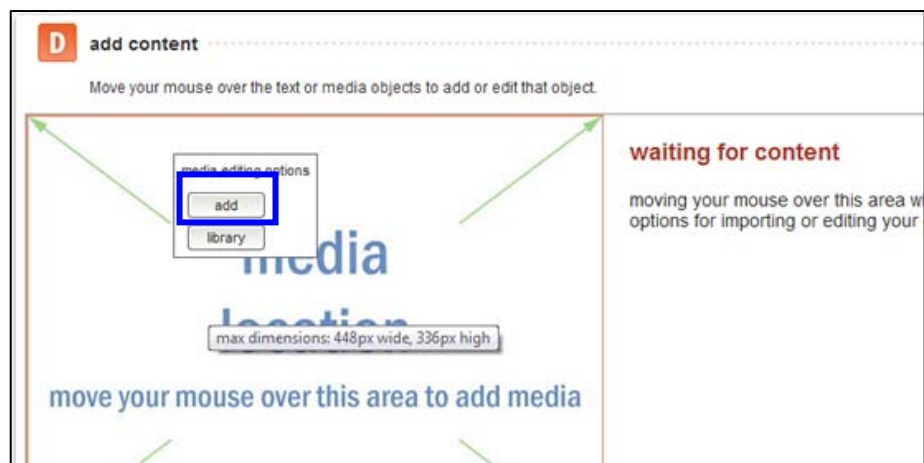 D add content
Move your mouse over the text or media objects to add or edit that object.
media editing options
add
library
media
location
max dimensions: 448px wide, 336px high
move your mouse over this area to add media
waiting for content
moving your mouse over this area
options for importing or editing your